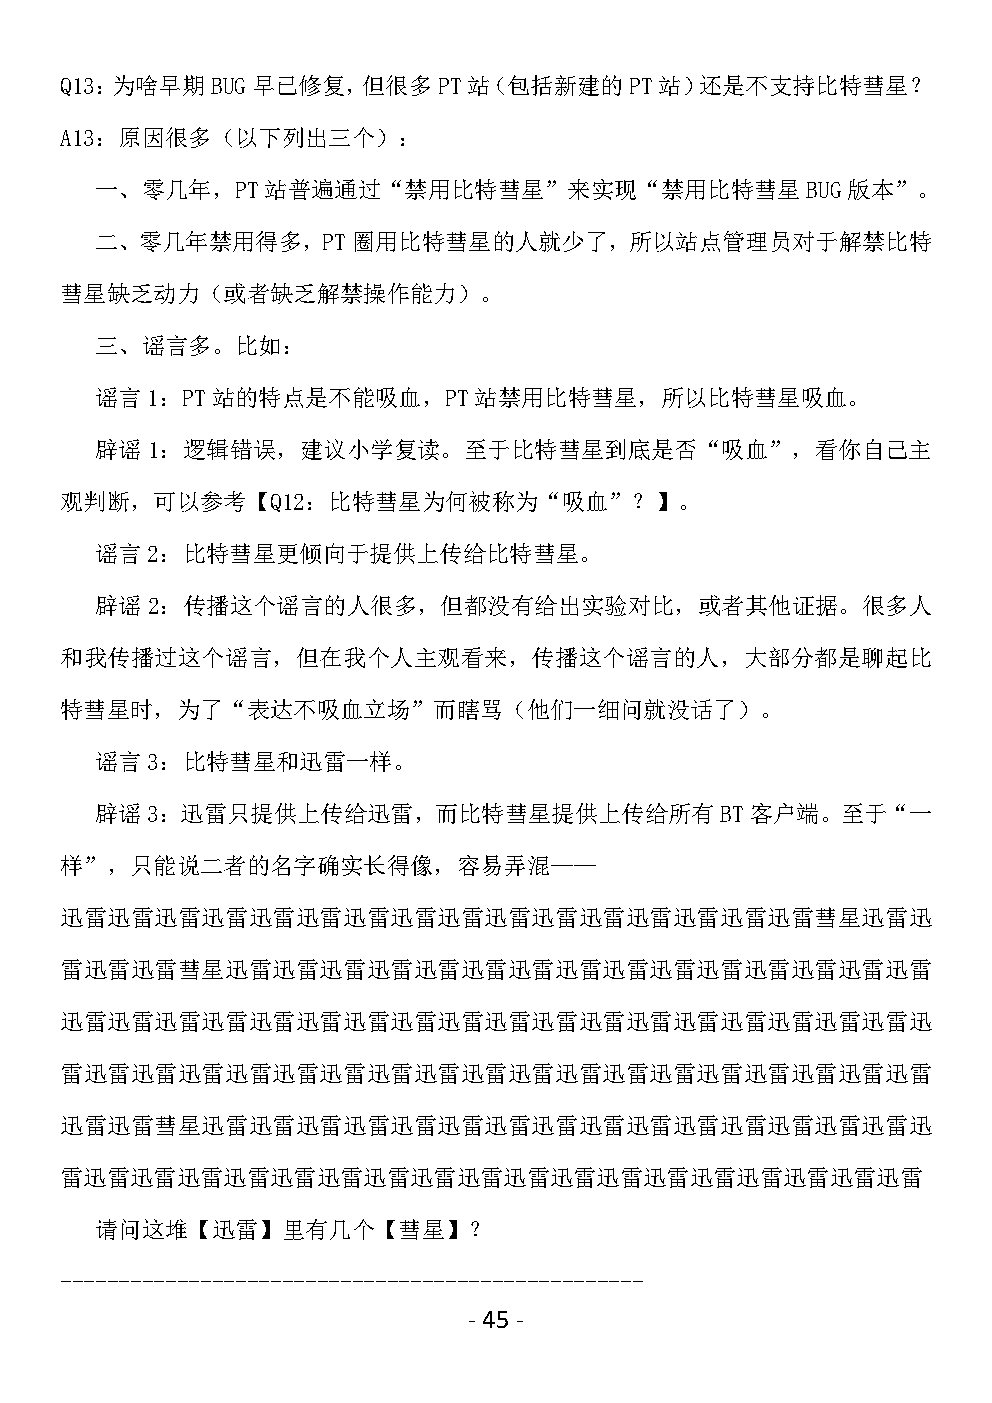 Q13：为啥早期 BUG 早已修复，但很多 PT 站（包括新建的 PT 站）还是不支持比特彗星？
A13：原因很多（以下列出三个）：
一、零几年，PT 站普遍通过“禁用比特彗星”来实现“禁用比特彗星 BUG 版本”。
二、零几年禁用得多，PT 圈用比特彗星的人就少了，所以站点管理员对于解禁比特
彗星缺乏动力（或者缺乏解禁操作能力）。
三、谣言多。比如：
谣言 1：PT 站的特点是不能吸血，PT 站禁用比特彗星，所以比特彗星吸血。
辟谣 1：逻辑错误，建议小学复读。至于比特彗星到底是否“吸血”，看你自己主
观判断，可以参考【Q12：比特彗星为何被称为“吸血”？】。
谣言 2：比特彗星更倾向于提供上传给比特彗星。
辟谣 2：传播这个谣言的人很多，但都没有给出实验对比，或者其他证据。很多人
和我传播过这个谣言，但在我个人主观看来，传播这个谣言的人，大部分都是聊起比
特彗星时，为了“表达不吸血立场”而瞎骂（他们一细问就没话了）。
谣言 3：比特彗星和迅雷一样。
辟谣 3：迅雷只提供上传给迅雷，而比特彗星提供上传给所有 BT 客户端。至于“一
样”，只能说二者的名字确实长得像，容易弄混——
迅雷迅雷迅雷迅雷迅雷迅雷迅雷迅雷迅雷迅雷迅雷迅雷迅雷迅雷迅雷迅雷彗星迅雷迅
雷迅雷迅雷彗星迅雷迅雷迅雷迅雷迅雷迅雷迅雷迅雷迅雷迅雷迅雷迅雷迅雷迅雷迅雷
迅雷迅雷迅雷迅雷迅雷迅雷迅雷迅雷迅雷迅雷迅雷迅雷迅雷迅雷迅雷迅雷迅雷迅雷迅
雷迅雷迅雷迅雷迅雷迅雷迅雷迅雷迅雷迅雷迅雷迅雷迅雷迅雷迅雷迅雷迅雷迅雷迅雷
迅雷迅雷彗星迅雷迅雷迅雷迅雷迅雷迅雷迅雷迅雷迅雷迅雷迅雷迅雷迅雷迅雷迅雷迅
雷迅雷迅雷迅雷迅雷迅雷迅雷迅雷迅雷迅雷迅雷迅雷迅雷迅雷迅雷迅雷迅雷迅雷迅雷
请问这堆【迅雷】里有几个【彗星】？
--------------------------------------------------
- 45 -